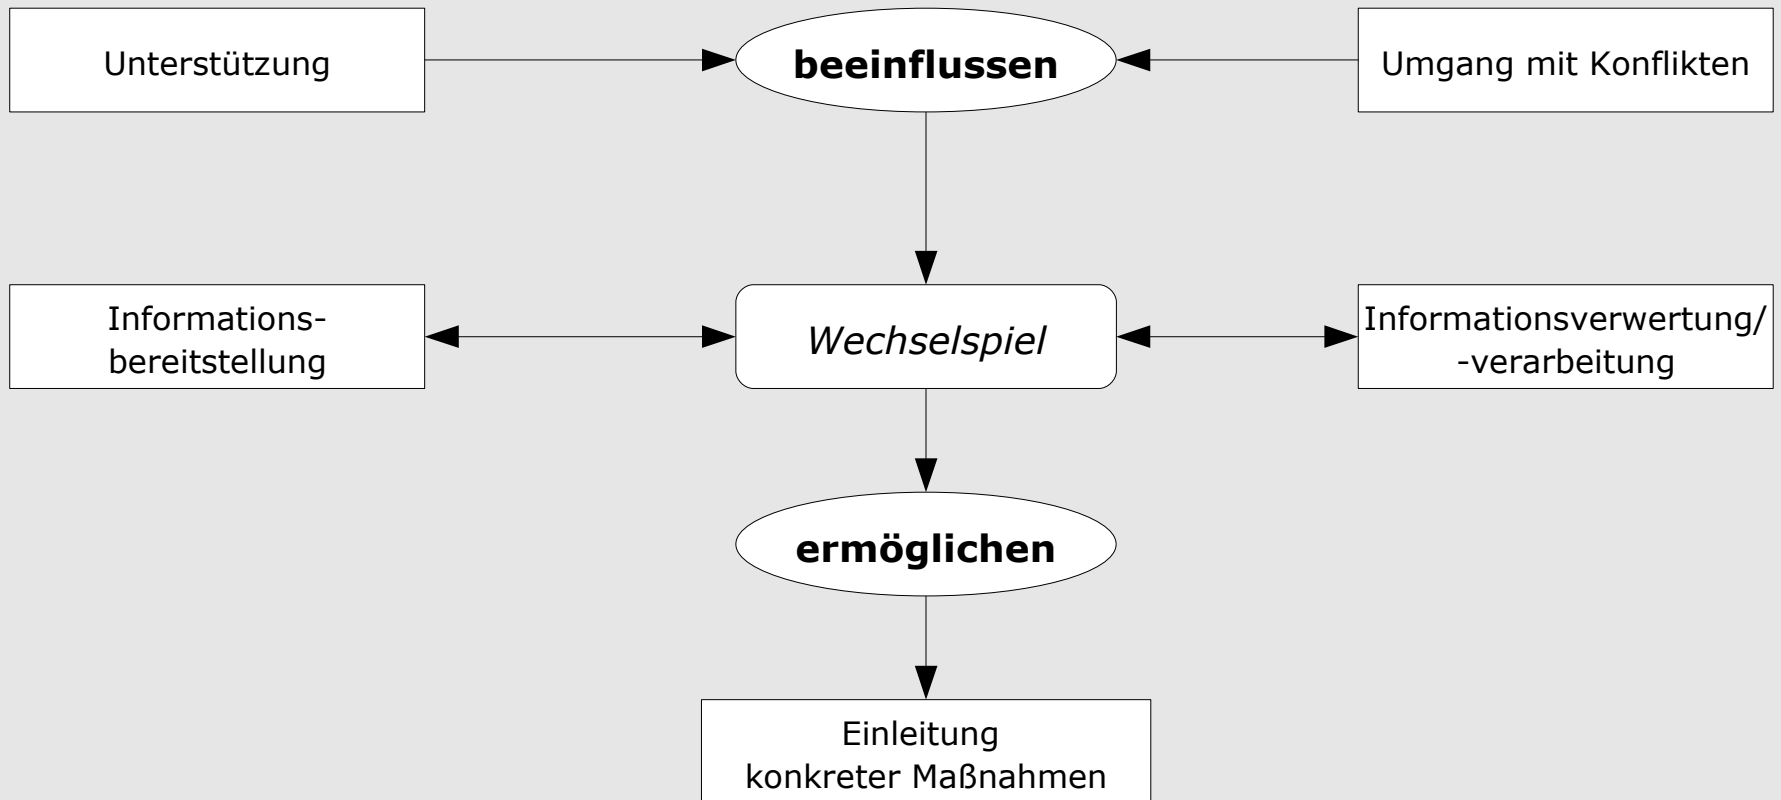 Unterstützung
beeinflussen
Umgang mit Konflikten
Informations-
bereitstellung
Wechselspiel
Informationsverwertung/
-verarbeitung
ermöglichen
Einleitung
konkreter Maßnahmen